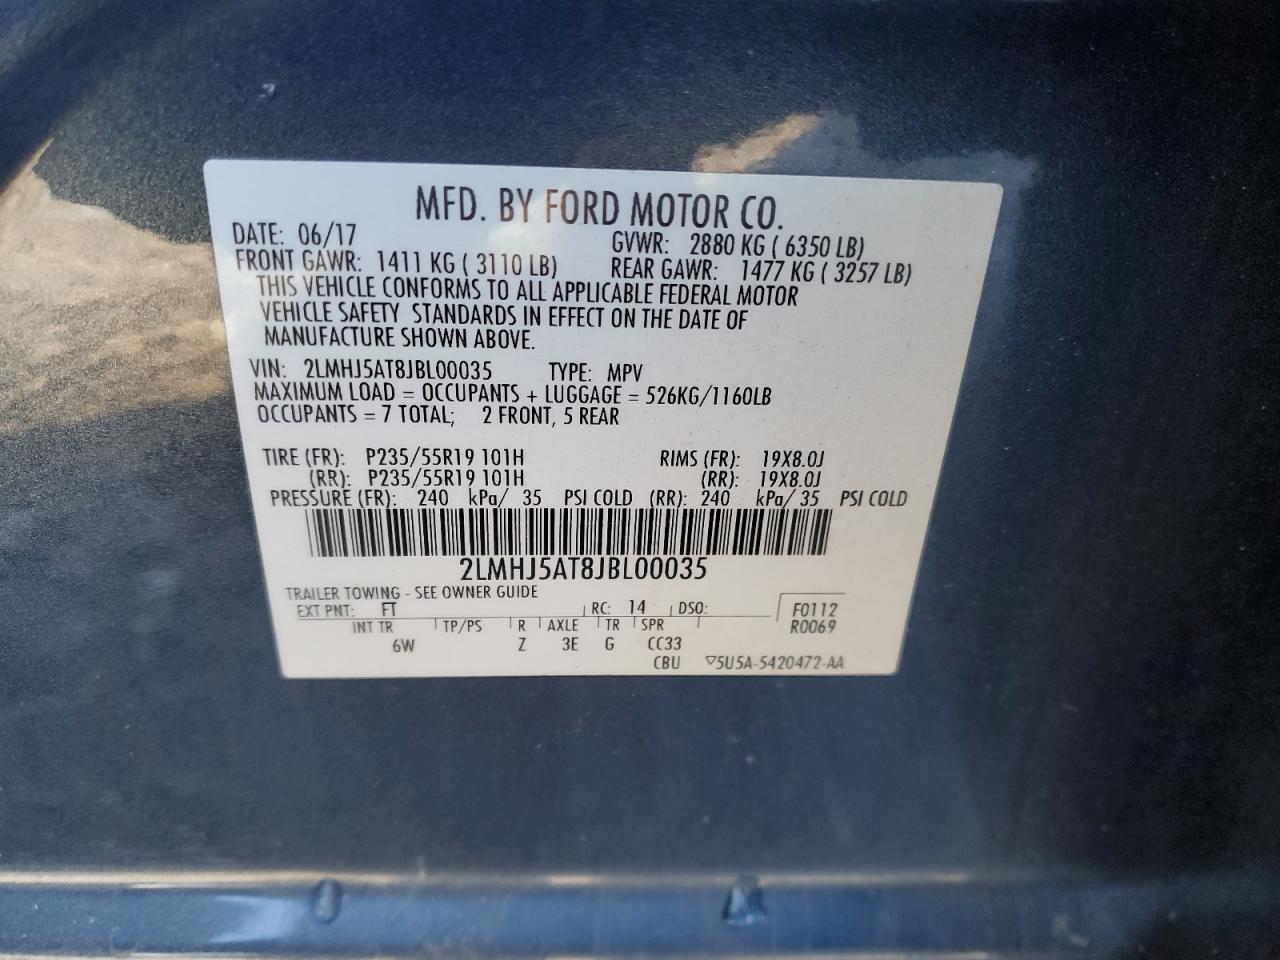 MFD. BY FORD MOTOR CO.
DATE: 06/17 GVWR: 2880 KG ( 6350 LB)
FRONT GAWR: 1411 KG ( 3110 LB) REAR GAWR: 1477 KG ( 3257 LB)
THIS VEHICLE CONFORMS TO ALL APPLICABLE FEDERAL MOTOR
VEHICLE SAFETY STANDARDS IN EFFECT ON THE DATE OF
MANUFACTURE SHOWN ABOVE.
VIN: 2LMHJ5AT8JBL00035 TYPE: MPV
MAXIMUM LOAD = OCCUPANTS + LUGGAGE = 526KG/1160LB
OCCUPANTS = 7 TOTAL; 2 FRONT, 5 REAR
TIRE (FR): P235/55R19 101H RIMS (FR): 19X8.0J
(RR): P235/55R19 101H (RR): 19X8.0J
PRESSURE (FR): 240 kPa/ 35 PSI COLD (RR): 240 kPa/ 35 PSI COLD
2LMHJ5AT8JBL00035
TRAILER TOWING - SEE OWNER GUIDE
EXT PNT: FT RC: 14 DSO: F0112
INT TR TP/PS R AXLE TR SPR R0069
6W Z 3E G CC33
CBU ▽5U5A-5420472-AA